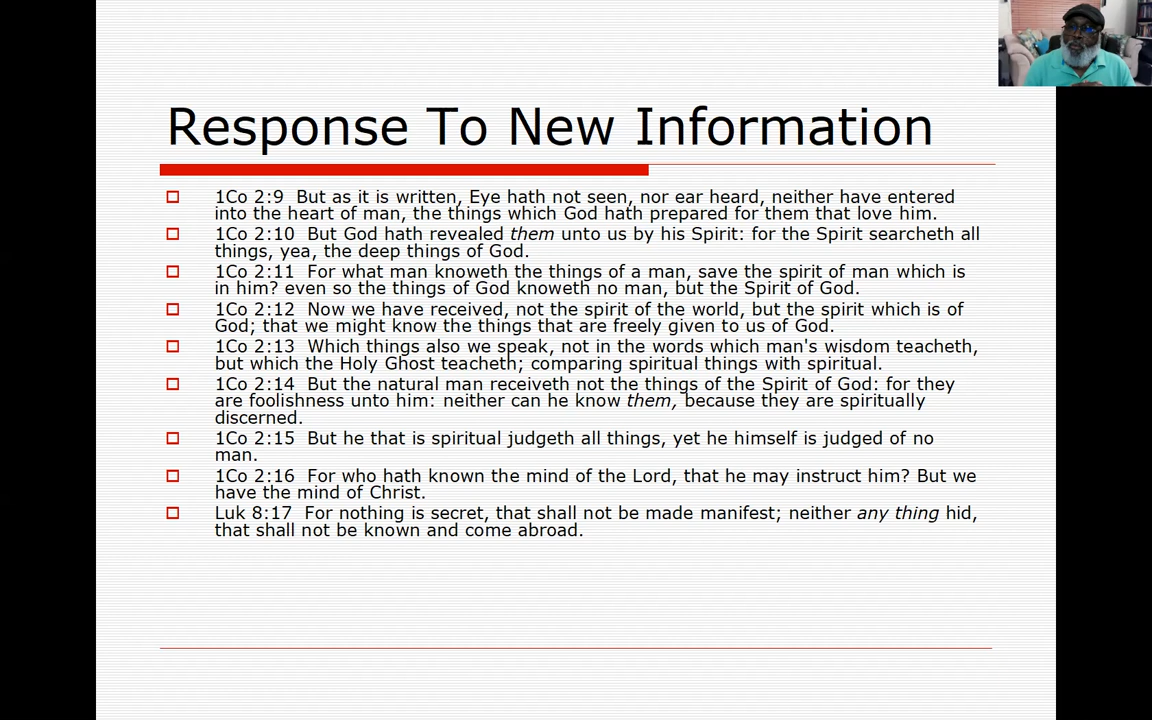 Response To New Information
1Co 2:9 But as it is written, Eye hath not seen, nor ear heard, neither have entered
into the heart of man, the things which God hath prepared for them that love him.
1Co 2:10 But God hath revealed them unto us by his Spirit: for the Spirit searcheth all
things, yea, the deep things of God.
1Co 2:11 For what man knoweth the things of a man, save the spirit of man which is
in him? even so the things of God knoweth no man, but the Spirit of God.
1Co 2:12 Now we have received, not the spirit of the world, but the spirit which is of
God; that we might know the things that are freely given to us of God.
1Co 2:13 Which things also we speak, not in the words which man's wisdom teacheth,
but which the Holy Ghost teacheth; comparing spiritual things with spiritual.
1Co 2:14 But the natural man receiveth not the things of the Spirit of God: for they
are foolishness unto him: neither can he know them, because they are spiritually
discerned.
1Co 2:15 But he that is spiritual judgeth all things, yet he himself is judged of no
man.
1Co 2:16 For who hath known the mind of the Lord, that he may instruct him? But we
have the mind of Christ.
Luk 8:17 For nothing is secret, that shall not be made manifest; neither any thing hid,
that shall not be known and come abroad.